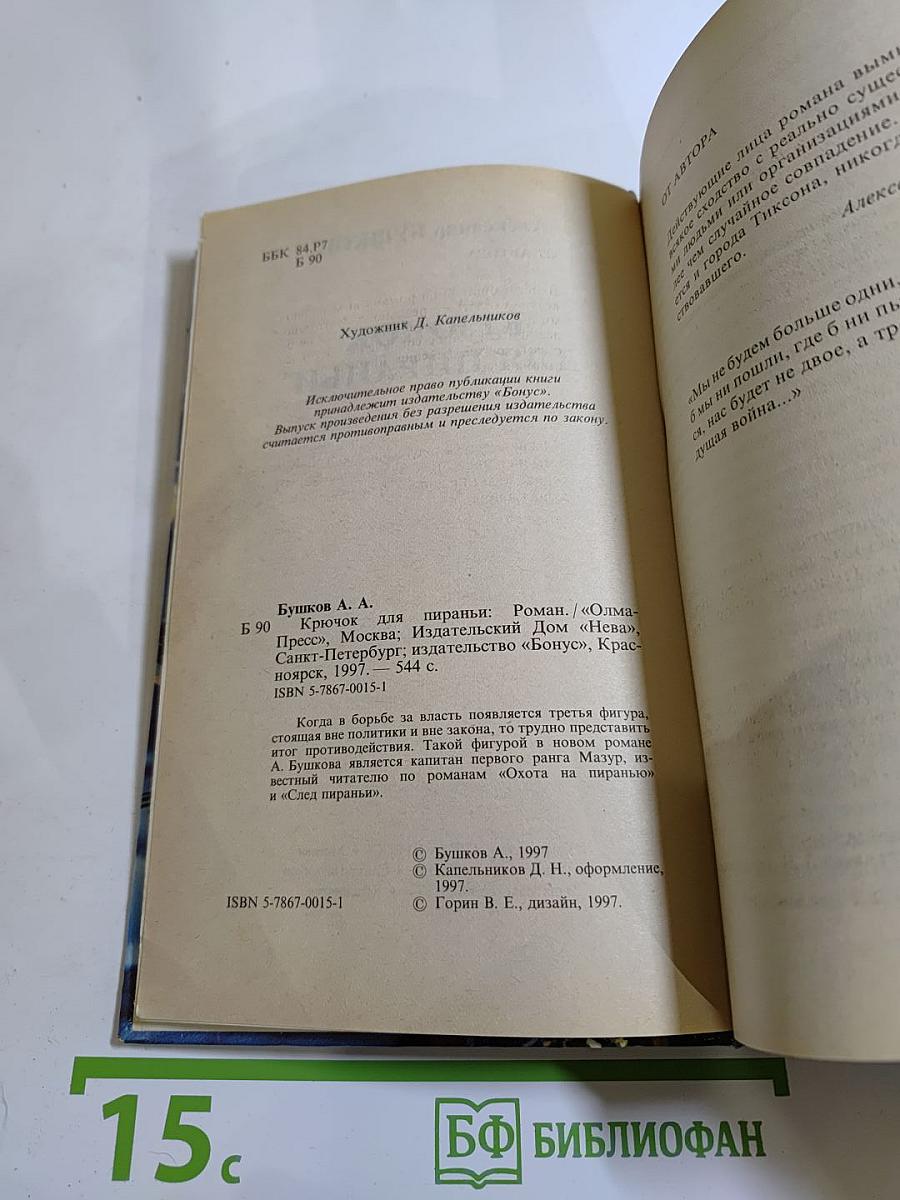 ББК 84.Р7
Б 90
Художник Д. Капельников
Исключительное право публикации книги
принадлежит издательству «Бонус».
Выпуск произведения без разрешения издательства
считается противоправным и преследуется по закону.
Бушков А. А.
Б 90 Крючок для пираньи: Роман. / «Олма-
Пресс», Москва; Издательский Дом «Нева»,
Санкт-Петербург; издательство «Бонус», Крас-
ноярск, 1997. — 544 с.
ISBN 5-7867-0015-1
Когда в борьбе за власть появляется третья фигура,
стоящая вне политики и вне закона, то трудно представить
итог противодействия. Такой фигурой в новом романе
А. Бушкова является капитан первого ранга Мазур, из-
вестный читателю по романам «Охота на пиранью»
и «След пираньи».
© Бушков А., 1997
© Капельников Д. Н., оформление,
1997.
ISBN 5-7867-0015-1 © Горин В. Е., дизайн, 1997.
ОТ АВТОРА
Действующие лица романа
всякое сходство с реально
ми людьми или организациями
лее чем случайное совпадение.
ется и города Тиксона,
ствовавшего.
«Мы не будем больше одни,
б мы ни пошли, где б ни
ся, нас будет не двое, а
дущая война...»
15 с
БФ БИБЛИОФАН